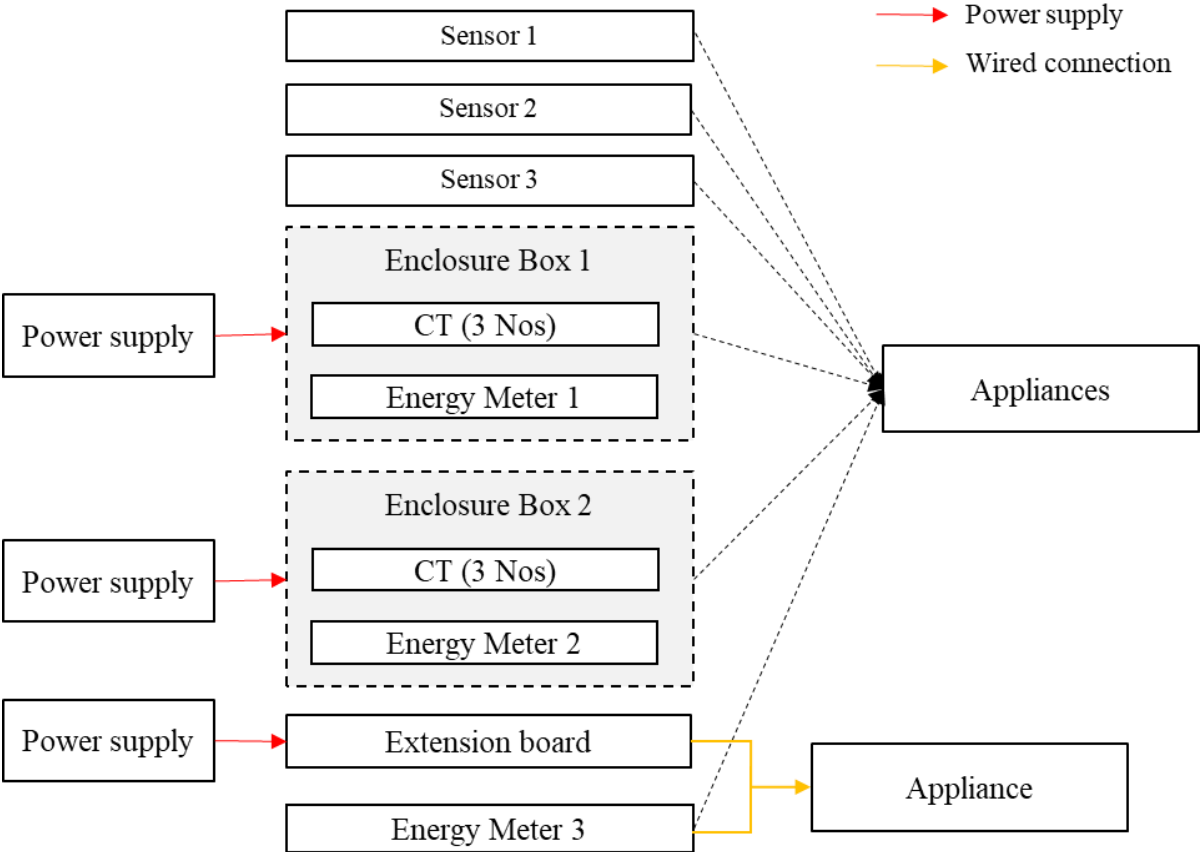 Power supply
Wired connection
Sensor 1
Sensor 2
Sensor 3
Enclosure Box 1
CT (3 Nos)
Energy Meter 1
Power supply
Appliances
Enclosure Box 2
CT (3 Nos)
Energy Meter 2
Power supply
Power supply
Extension board
Energy Meter 3
Appliance